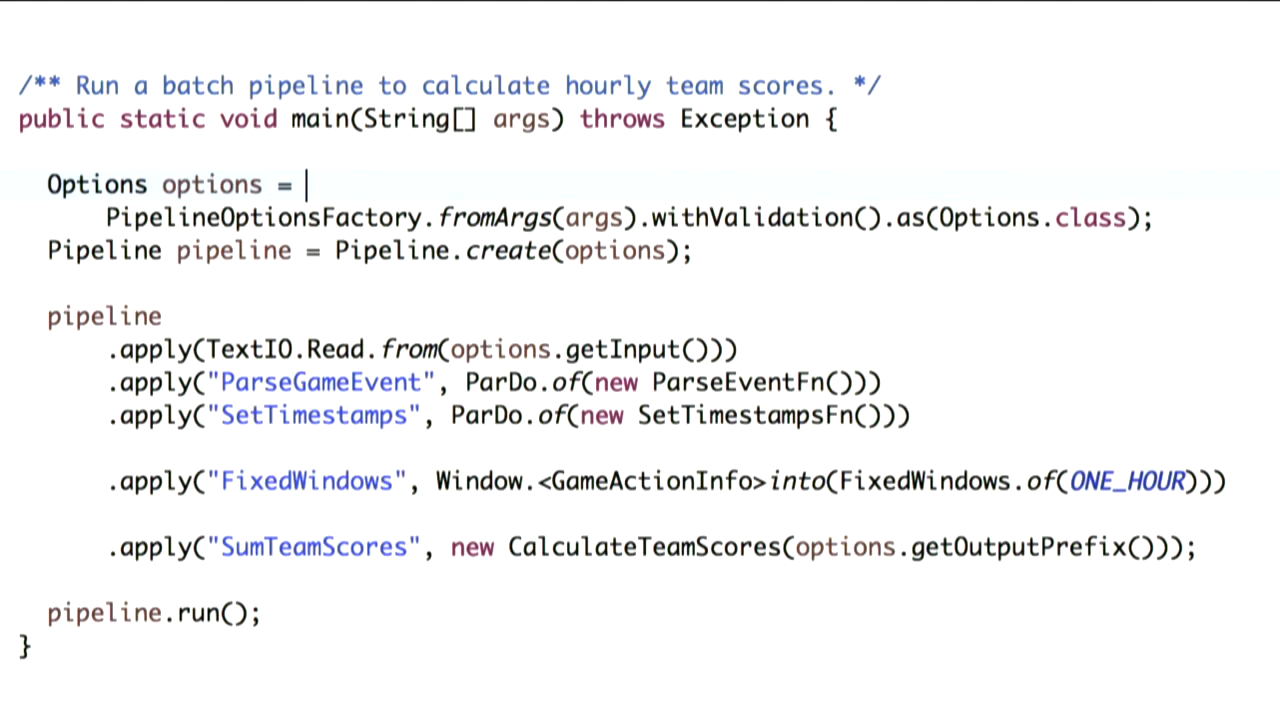 /** Run a batch pipeline to calculate hourly team scores. */
public static void main(String[] args) throws Exception {
Options options =
PipelineOptionsFactory.fromArgs(args).withValidation().as(Options.class);
Pipeline pipeline = Pipeline.create(options);
pipeline
.apply(TextIO.Read.from(options.getInput()))
.apply("ParseGameEvent", ParDo.of(new ParseEventFn()))
.apply("SetTimestamps", ParDo.of(new SetTimestampsFn()))
.apply("FixedWindows", Window.<GameActionInfo>into(FixedWindows.of(ONE_HOUR)))
.apply("SumTeamScores", new CalculateTeamScores(options.getOutputPrefix()));
pipeline.run();
}